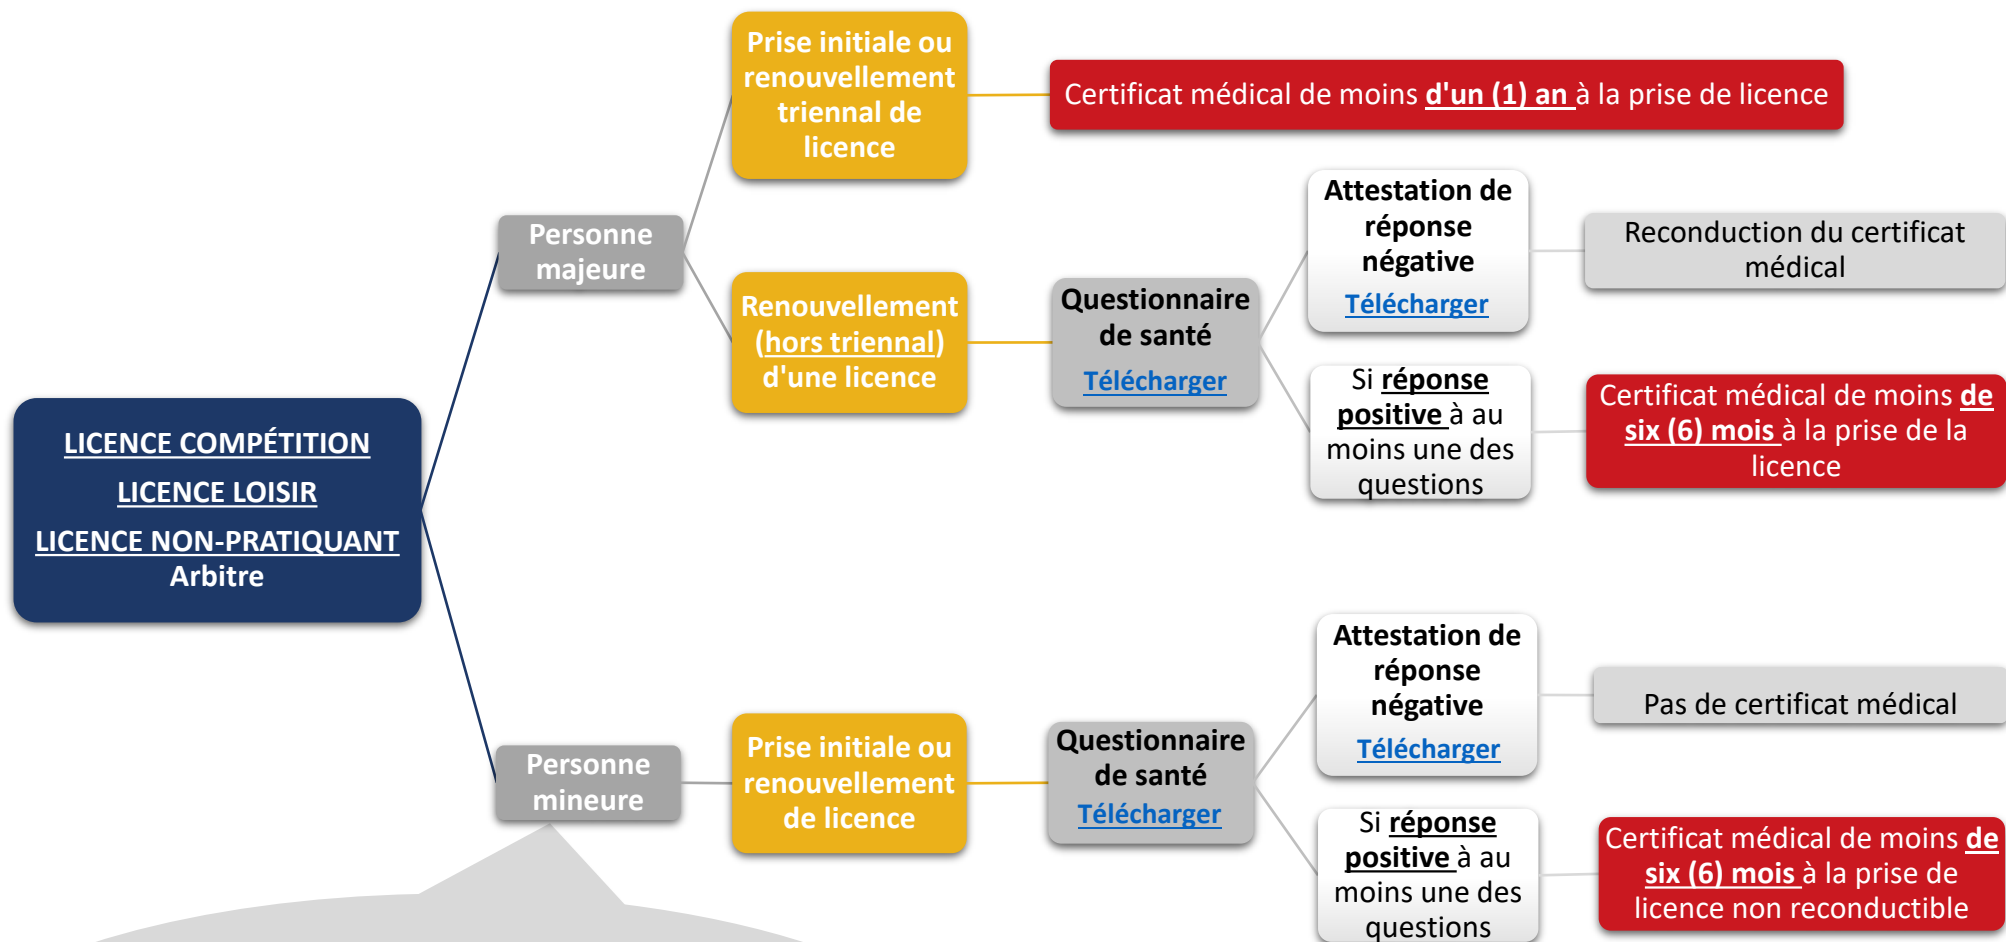 LICENCE COMPÉTITION
LICENCE LOISIR
LICENCE NON-PRATIQUANT
Arbitre
Personne
majeure
Prise initiale ou
renouvellement
triennal de
licence
Certificat médical de moins d'un (1) an à la prise de licence
Renouvellement
(hors triennal)
d'une licence
Questionnaire
de santé
Télécharger
Attestation de
réponse
négative
Télécharger
Reconduction du certificat
médical
Si réponse
positive à au
moins une des
questions
Certificat médical de moins de
six (6) mois à la prise de la
licence
Personne
mineure
Prise initiale ou
renouvellement
de licence
Questionnaire
de santé
Télécharger
Attestation de
réponse
négative
Télécharger
Pas de certificat médical
Si réponse
positive à au
moins une des
questions
Certificat médical de moins de
six (6) mois à la prise de
licence non reconductible